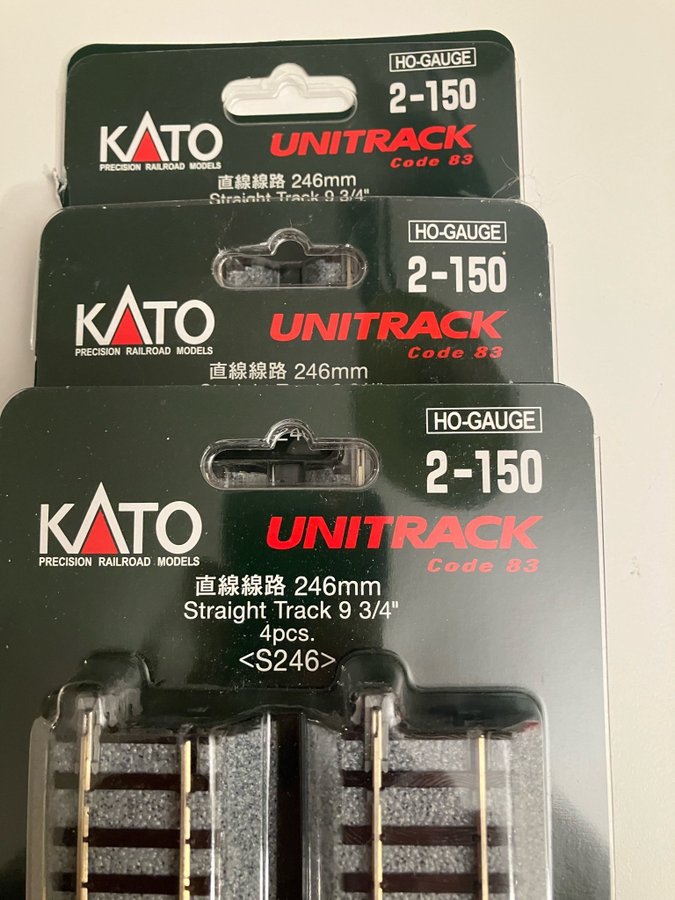 HO-GAUGE
2-150
KATO
PRECISION RAILROAD MODELS
UNITRACK
Code 83
直線線路 246mm
Straight Track 9 3/4"
HO-GAUGE
2-150
KATO
PRECISION RAILROAD MODELS
UNITRACK
Code 83
直線線路 246mm
HO-GAUGE
2-150
KATO
PRECISION RAILROAD MODELS
UNITRACK
Code 83
直線線路 246mm
Straight Track 9 3/4"
4pcs.
<S246>